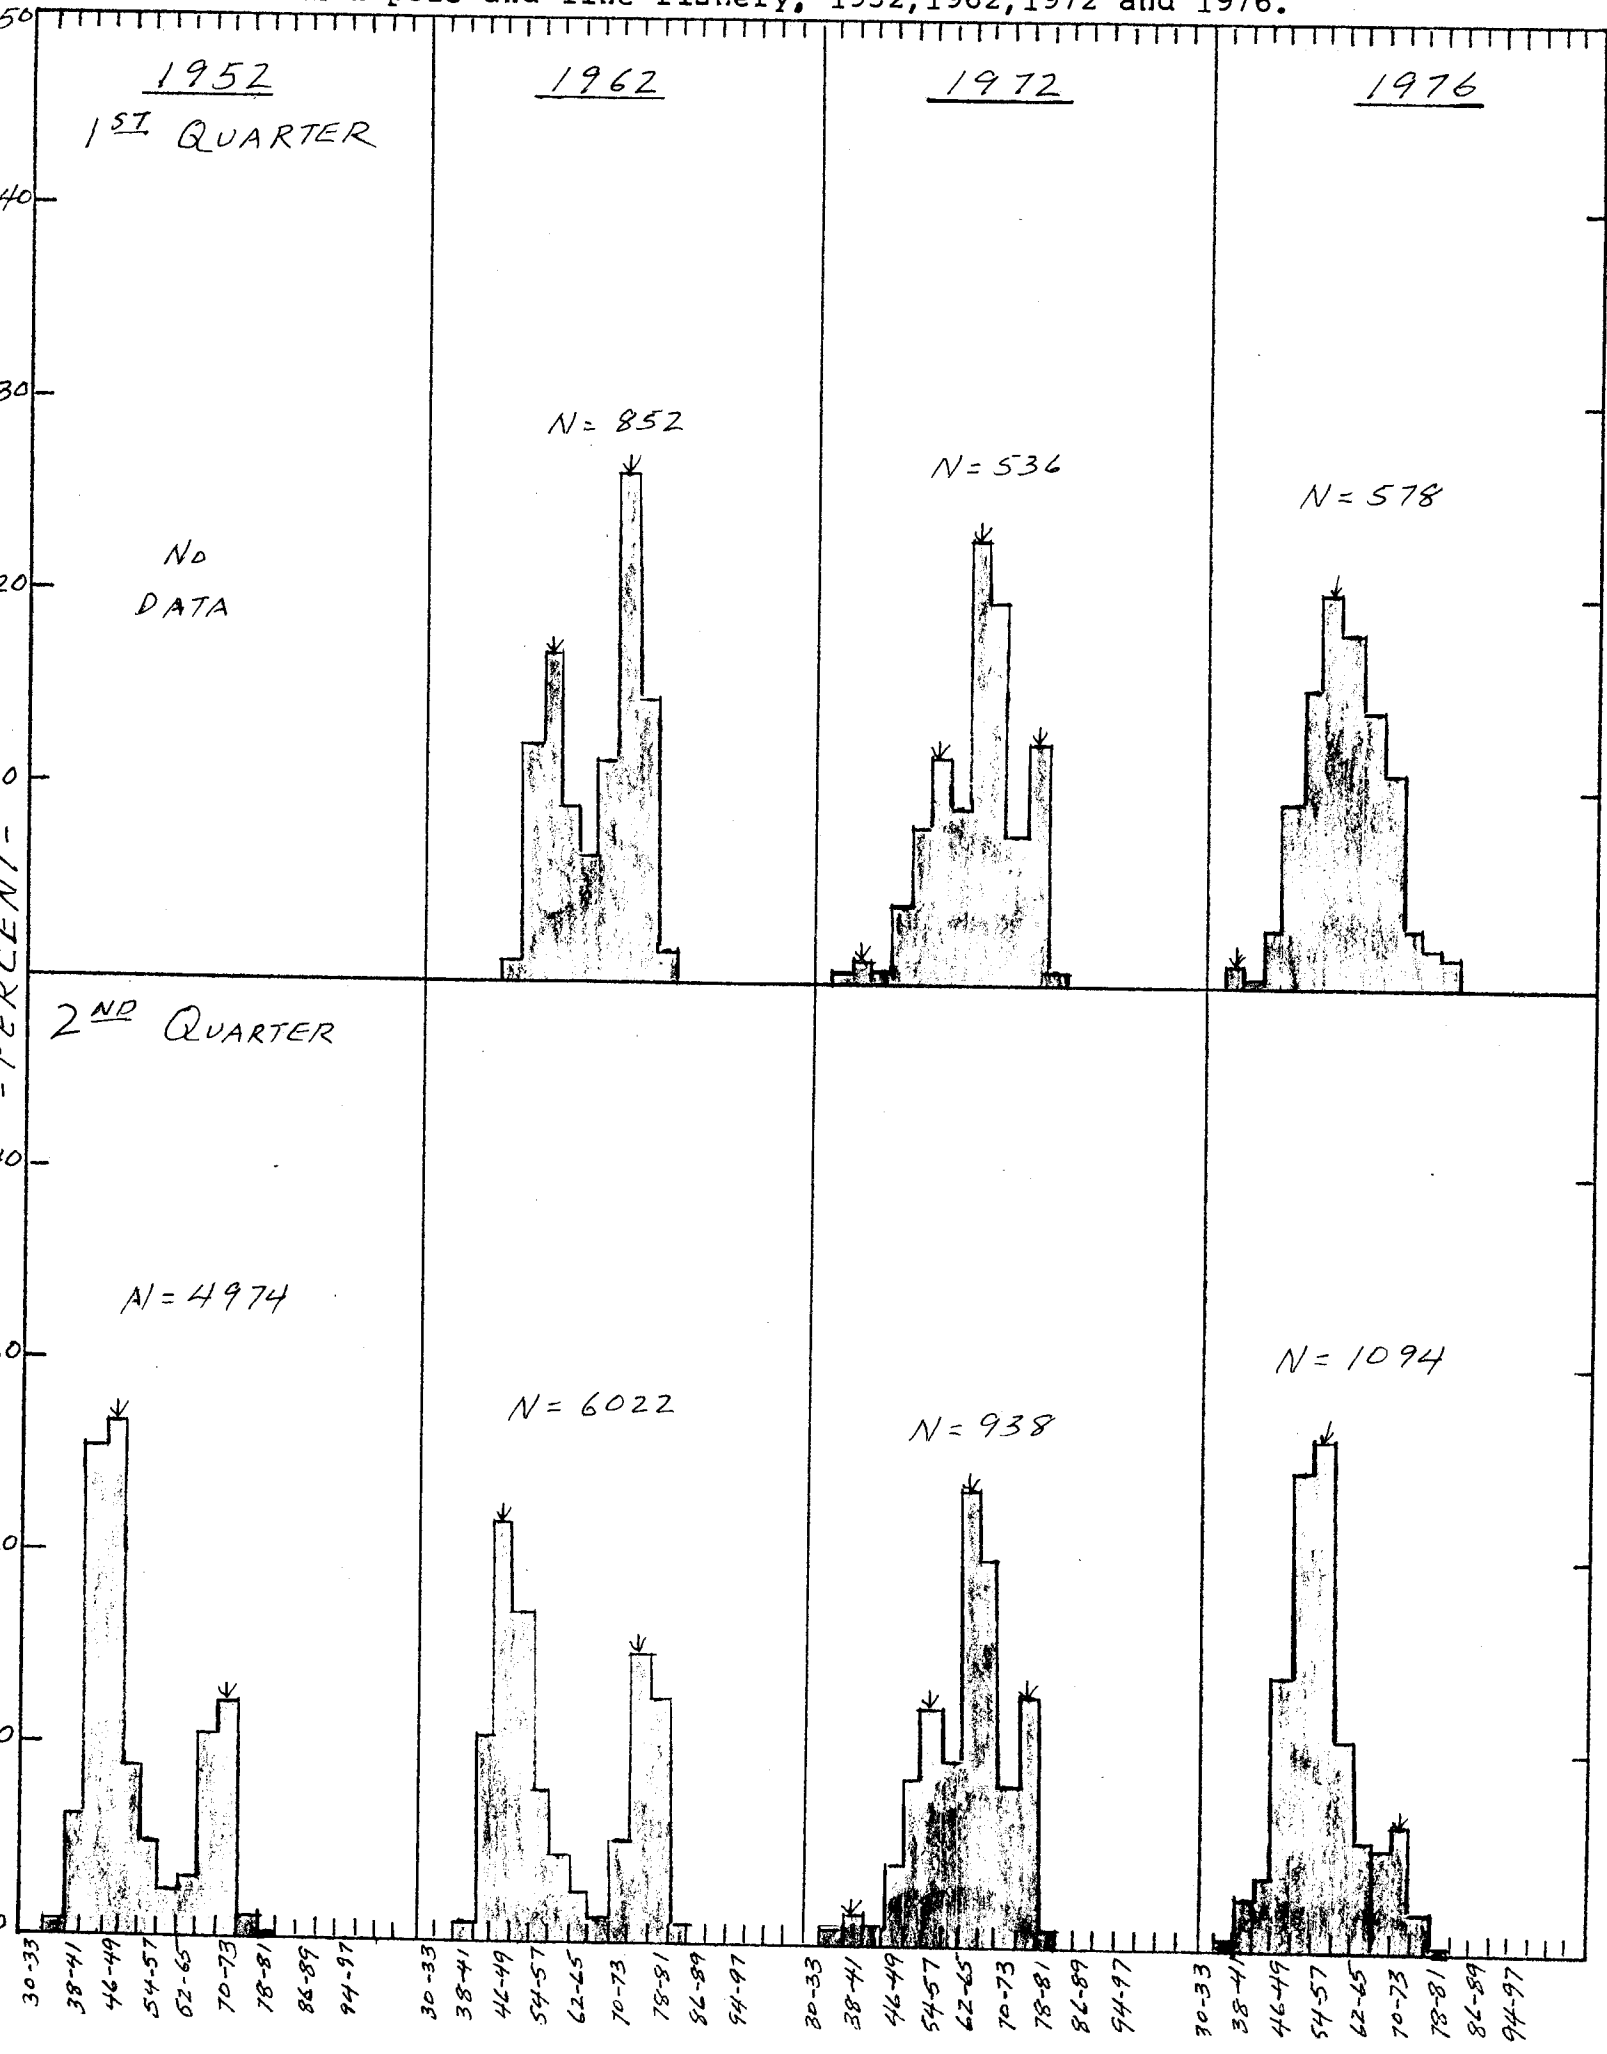 pole and line fishery, 1952,1962,1972 and 1976.
1952 1962 1972 1976
1ST QUARTER
50
40
30
20
0
N= 852
N= 536
N= 578
NO
DATA
- PERCENT -
2ND QUARTER
N= 4974
N= 6022
N= 938
N= 1094
30-33 38-41 46-49 54-57 62-65 70-73 78-81 86-89 94-97
30-33 38-41 46-49 54-57 62-65 70-73 78-81 86-89 94-97
30-33 38-41 46-49 54-57 62-65 70-73 78-81 86-89 94-97
30-33 38-41 46-49 54-57 62-65 70-73 78-81 86-89 94-97